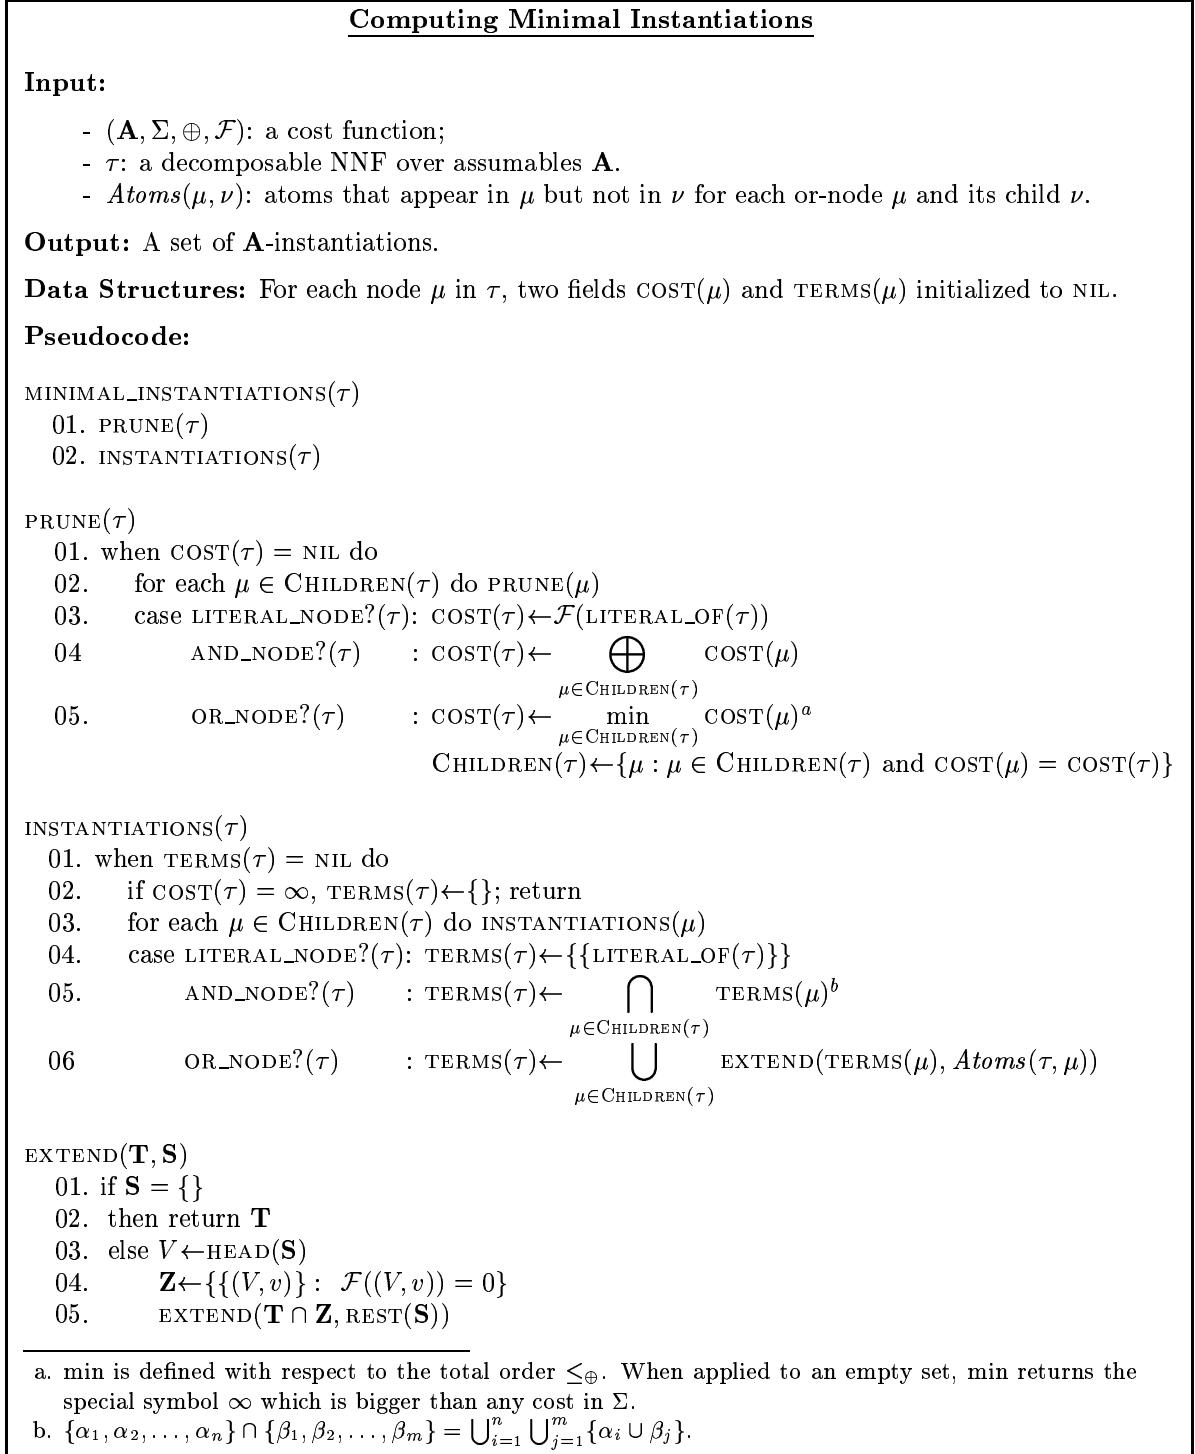 Computing Minimal Instantiations
Input:
- (A, Σ, ⊕, ℱ): a cost function;
- τ: a decomposable NNF over assumables A.
- Atoms(μ, ν): atoms that appear in μ but not in ν for each or-node μ and its child ν.
Output: A set of A-instantiations.
Data Structures: For each node μ in τ, two fields COST(μ) and TERMS(μ) initialized to NIL.
Pseudocode:
MINIMAL_INSTANTIATIONS(τ)
01. PRUNE(τ)
02. INSTANTIATIONS(τ)
PRUNE(τ)
01. when COST(τ) = NIL do
02. for each μ ∈ CHILDREN(τ) do PRUNE(μ)
03. case LITERAL_NODE?(τ): COST(τ)←ℱ(LITERAL_OF(τ))
04 AND_NODE?(τ) : COST(τ)← ⊕ COST(μ)
μ∈CHILDREN(τ)
05. OR_NODE?(τ) : COST(τ)← min COST(μ)ᵃ
μ∈CHILDREN(τ)
CHILDREN(τ)←{μ : μ ∈ CHILDREN(τ) and COST(μ) = COST(τ)}
INSTANTIATIONS(τ)
01. when TERMS(τ) = NIL do
02. if COST(τ) = ∞, TERMS(τ)←{}; return
03. for each μ ∈ CHILDREN(τ) do INSTANTIATIONS(μ)
04. case LITERAL_NODE?(τ): TERMS(τ)←{{LITERAL_OF(τ)}}
05. AND_NODE?(τ) : TERMS(τ)← ⋂ TERMS(μ)ᵇ
μ∈CHILDREN(τ)
06 OR_NODE?(τ) : TERMS(τ)← ⋃ EXTEND(TERMS(μ), Atoms(τ, μ))
μ∈CHILDREN(τ)
EXTEND(T, S)
01. if S = {}
02. then return T
03. else V←HEAD(S)
04. Z←{{(V, v)} : ℱ((V, v)) = 0}
05. EXTEND(T ∩ Z, REST(S))
a. min is defined with respect to the total order ≤⊕. When applied to an empty set, min returns the
special symbol ∞ which is bigger than any cost in Σ.
b. {α₁, α₂, . . . , αₙ} ∩ {β₁, β₂, . . . , βₘ} = ⋃ⁿᵢ₌₁ ⋃ᵐⱼ₌₁{αᵢ ∪ βⱼ}.